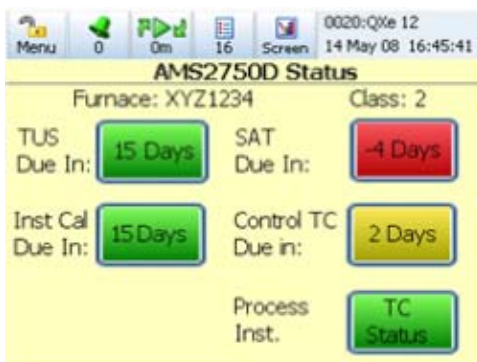 0020:QXe 12
Menu 0 0m 16 Screen 14 May 08 16:45:41
AMS2750D Status
Furnace: XYZ1234 Class: 2
TUS Due In: 15 Days SAT Due In: -4 Days
Inst Cal Due In: 15 Days Control TC Due in: 2 Days
Process Inst. TC Status